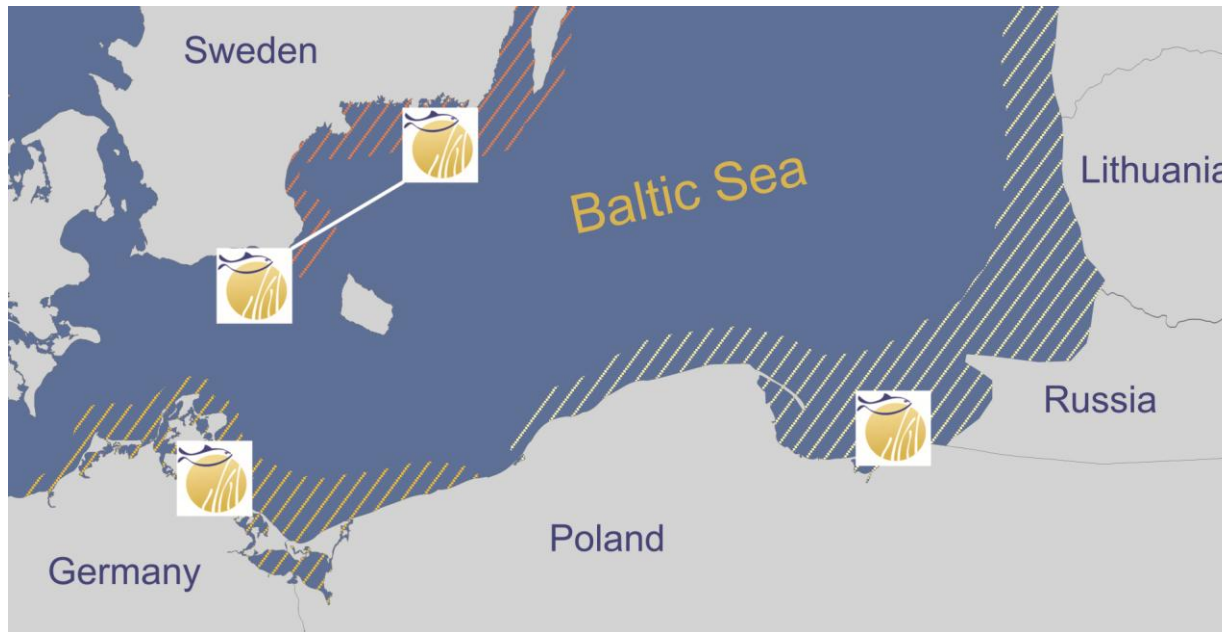 Sweden
Baltic Sea
Lithuania
Russia
Poland
Germany